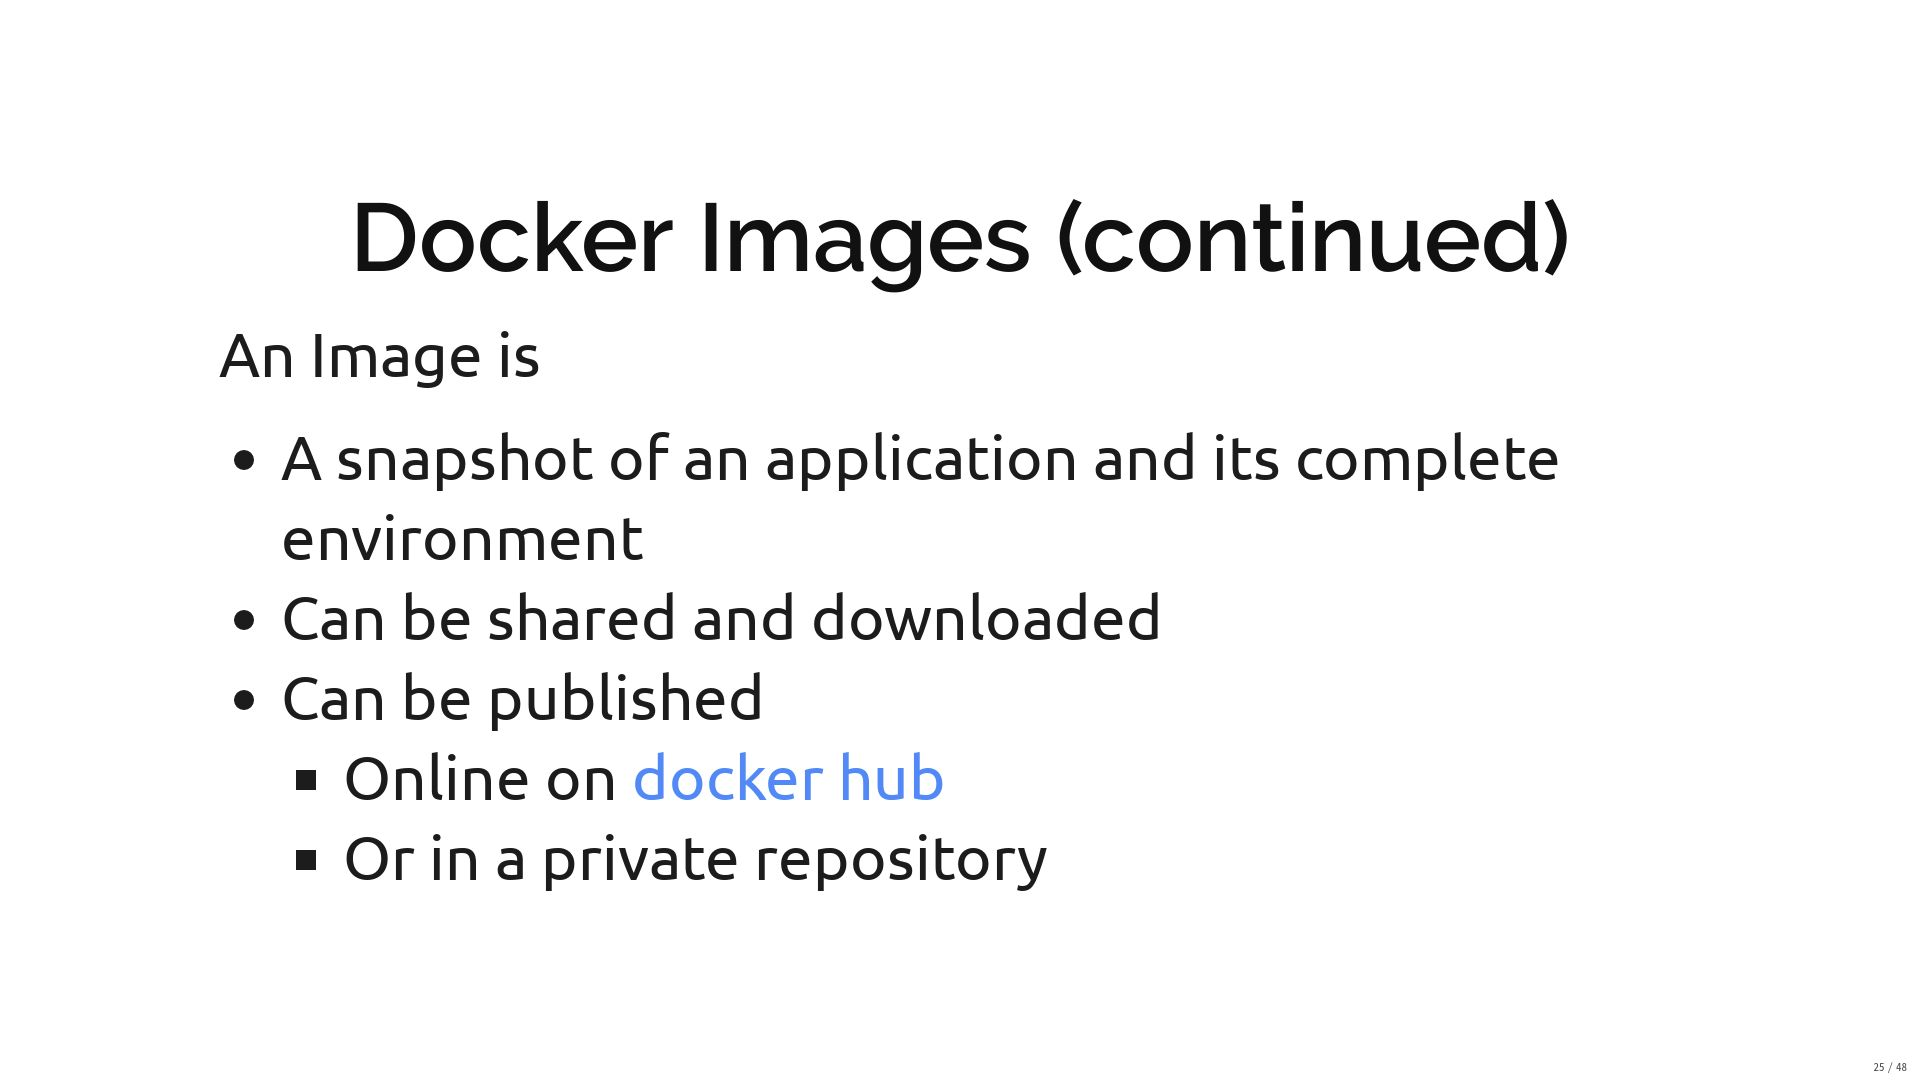 Docker Images (continued)
An Image is
A snapshot of an application and its complete
environment
Can be shared and downloaded
Can be published
Online on docker hub
Or in a private repository
25 / 48